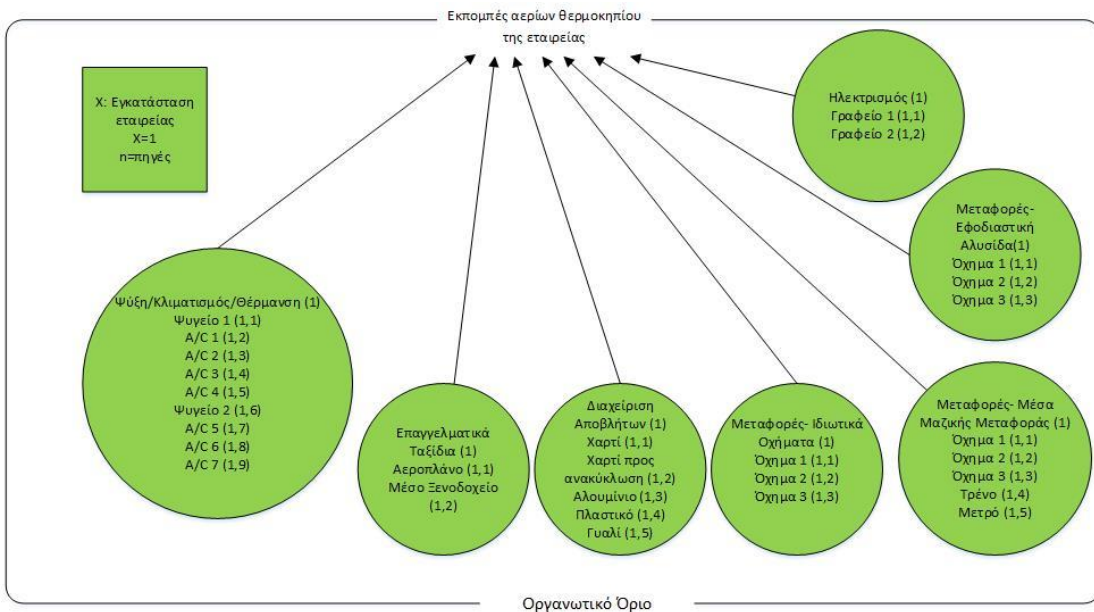 Εκπομπές αερίων θερμοκηπίου
της εταιρείας
Χ: Εγκατάσταση
εταιρείας
Χ=1
n=πηγές
Ηλεκτρισμός (1)
Γραφείο 1 (1,1)
Γραφείο 2 (1,2)
Μεταφορές-
Εφοδιαστική
Αλυσίδα(1)
Όχημα 1 (1,1)
Όχημα 2 (1,2)
Όχημα 3 (1,3)
Ψύξη/Κλιματισμός/Θέρμανση (1)
Ψυγείο 1 (1,1)
A/C 1 (1,2)
A/C 2 (1,3)
A/C 3 (1,4)
A/C 4 (1,5)
Ψυγείο 2 (1,6)
A/C 5 (1,7)
A/C 6 (1,8)
A/C 7 (1,9)
Επαγγελματικά
Ταξίδια (1)
Αεροπλάνο (1,1)
Μέσο Ξενοδοχείο
(1,2)
Διαχείριση
Αποβλήτων (1)
Χαρτί (1,1)
Χαρτί προς
ανακύκλωση (1,2)
Αλουμίνιο (1,3)
Πλαστικό (1,4)
Γυαλί (1,5)
Μεταφορές- Ιδιωτικά
Οχήματα (1)
Όχημα 1 (1,1)
Όχημα 2 (1,2)
Όχημα 3 (1,3)
Μεταφορές- Μέσα
Μαζικής Μεταφοράς (1)
Όχημα 1 (1,1)
Όχημα 2 (1,2)
Όχημα 3 (1,3)
Τρένο (1,4)
Μετρό (1,5)
Οργανωτικό Όριο